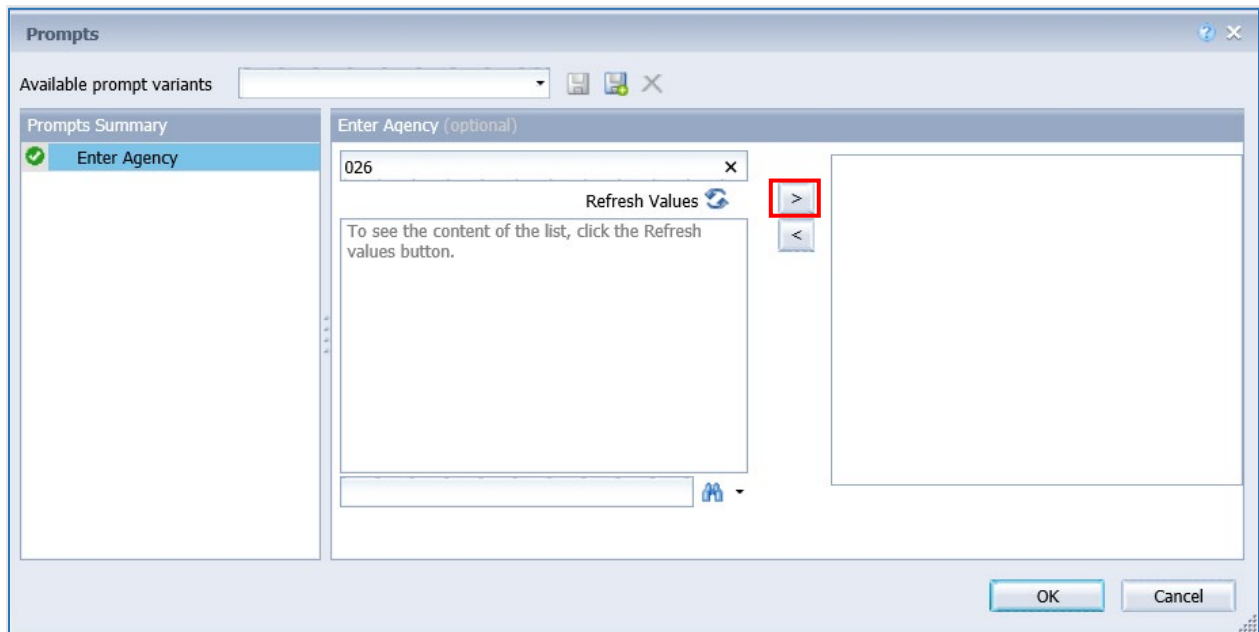 Prompts
Available prompt variants
Prompts Summary
Enter Agency
Enter Agency (optional)
026
Refresh Values
>
<
To see the content of the list, click the Refresh
values button.
OK
Cancel